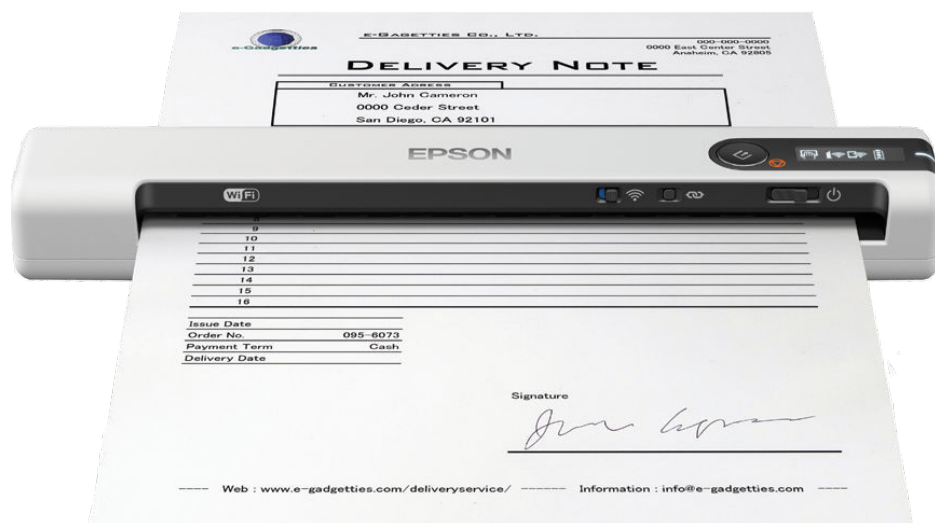 e-Gadgetties
E-GAGETTIES CO., LTD.
000-000-0000
0000 East Center Street
Anaheim, CA 92805
DELIVERY NOTE
CUSTOMER ADRESS
Mr. John Cameron
0000 Ceder Street
San Diego, CA 92101
EPSON
WiFi
8
9
10
11
12
13
14
15
16
Issue Date
Order No. 095-6073
Payment Term Cash
Delivery Date
Signature
Web : www.e-gadgetties.com/deliveryservice/ Information : info@e-gadgetties.com